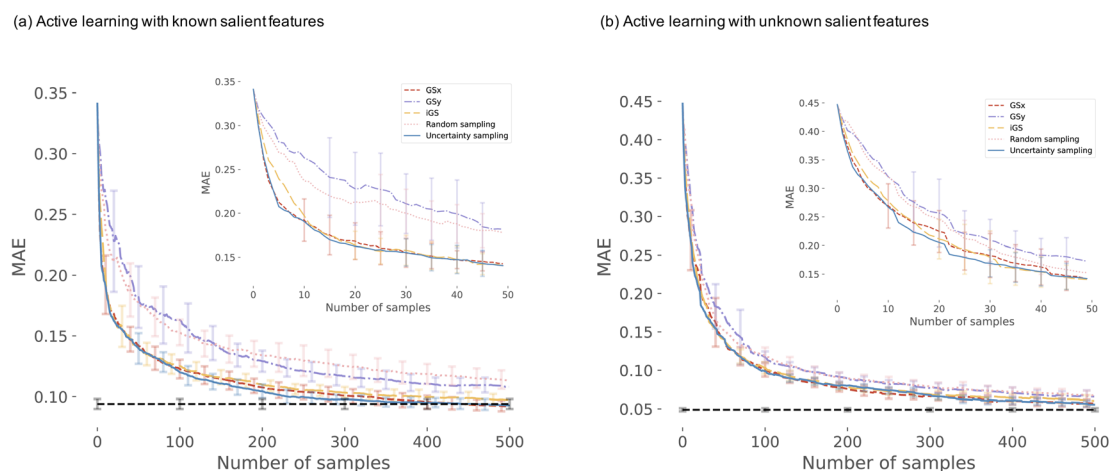 (a) Active learning with known salient features
(b) Active learning with unknown salient features
0.35
0.30
0.25
0.20
0.15
0.10
MAE
0
100
200
300
400
500
Number of samples
0.35
0.30
0.25
0.20
0.15
MAE
0
10
20
30
40
50
Number of samples
GSx
GSy
iGS
Random sampling
Uncertainty sampling
0.45
0.40
0.35
0.30
0.25
0.20
0.15
0.10
0.05
MAE
0
100
200
300
400
500
Number of samples
0.45
0.40
0.35
0.30
0.25
0.20
0.15
MAE
0
10
20
30
40
50
Number of samples
GSx
GSy
iGS
Random sampling
Uncertainty sampling